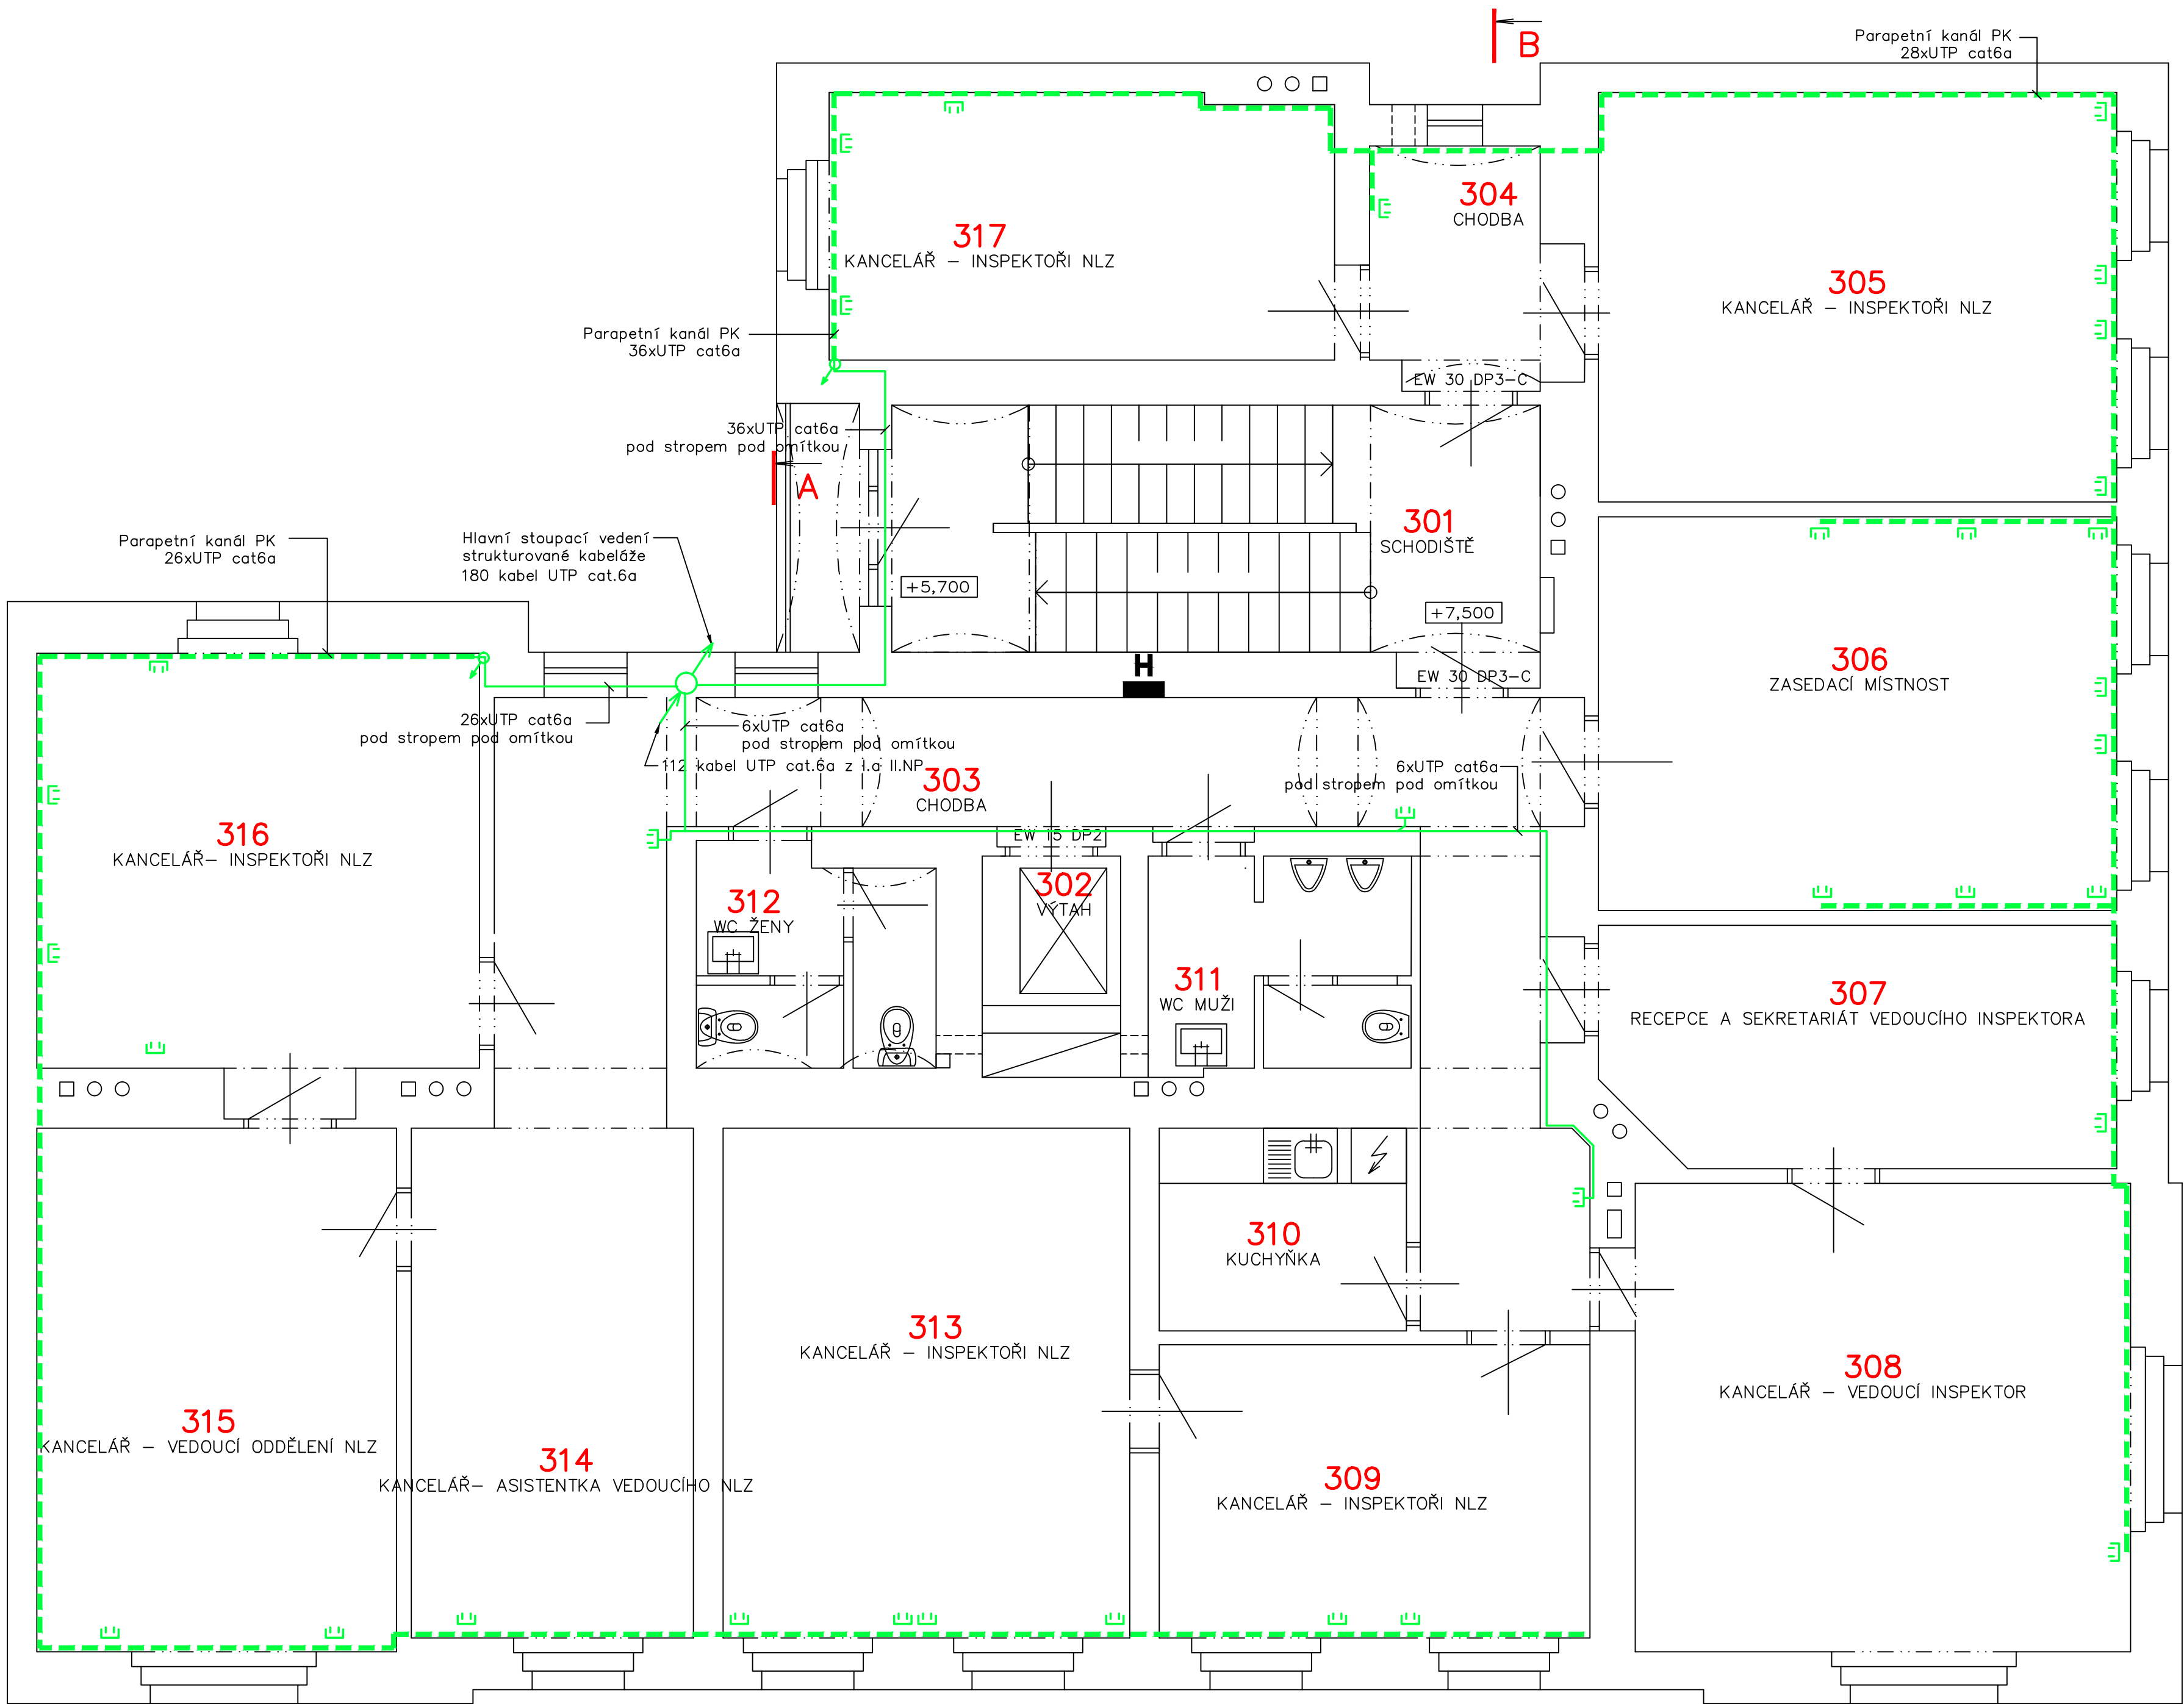 B
Parapetní kanál PK
28xUTP cat6a
304
CHODBA
317
KANCELÁŘ – INSPEKTOŘI NLZ
305
KANCELÁŘ – INSPEKTOŘI NLZ
Parapetní kanál PK
36xUTP cat6a
EW 30 DP3-C
36xUTP cat6a
pod stropem pod omítkou
A
301
SCHODIŠTĚ
Parapetní kanál PK
26xUTP cat6a
Hlavní stoupací vedení
strukturované kabeláže
180 kabel UTP cat.6a
+5,700
+7,500
306
ZASEDACÍ MÍSTNOST
H
EW 30 DP3-C
26xUTP cat6a
pod stropem pod omítkou
6xUTP cat6a
pod stropem pod omítkou
112 kabel UTP cat.6a z I.a II.NP
303
CHODBA
6xUTP cat6a
pod stropem pod omítkou
316
KANCELÁŘ– INSPEKTOŘI NLZ
EW 15 DP2
302
VÝTAH
312
WC ŽENY
311
WC MUŽI
307
RECEPCE A SEKRETARIÁT VEDOUCÍHO INSPEKTORA
310
KUCHYŇKA
313
KANCELÁŘ – INSPEKTOŘI NLZ
308
KANCELÁŘ – VEDOUCÍ INSPEKTOR
315
KANCELÁŘ – VEDOUCÍ ODDĚLENÍ NLZ
314
KANCELÁŘ– ASISTENTKA VEDOUCÍHO NLZ
309
KANCELÁŘ – INSPEKTOŘI NLZ